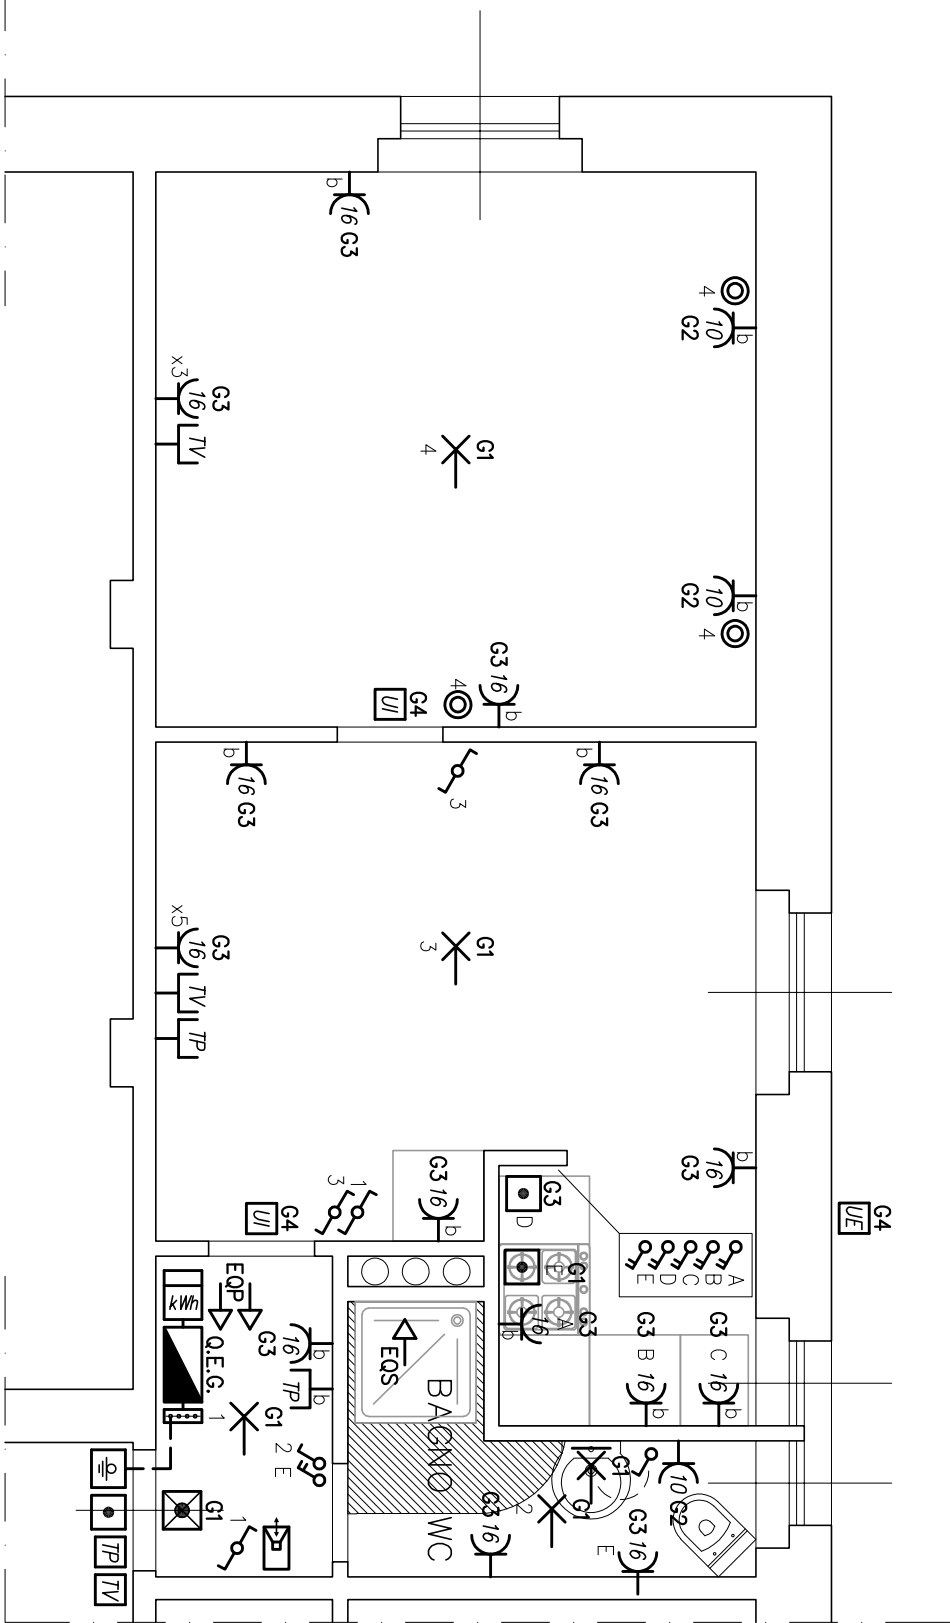 b
16 G3
4
10
b
G2
x3
16
G3
TV
G1
4
10
b
G2
4
G3 16
b
4
G4
UI
b
16 G3
b
16 G3
3
x5
16
G3
TV
TP
G1
3
b
16
G3
G3 16
b
1
3
G4
UI
G4
UE
G3
D
A
B
C
D
E
G1
F
G3
A
16
b
G3 B 16
b
G3 C 16
b
kWh
EQP
Q.E.G.
16
b
G3
TP
b
EQS
BAGNO WC
1
G1
2 E
G1
G1
2
10
G2
G3 16
G3 16
E
G1
1
TP
TV